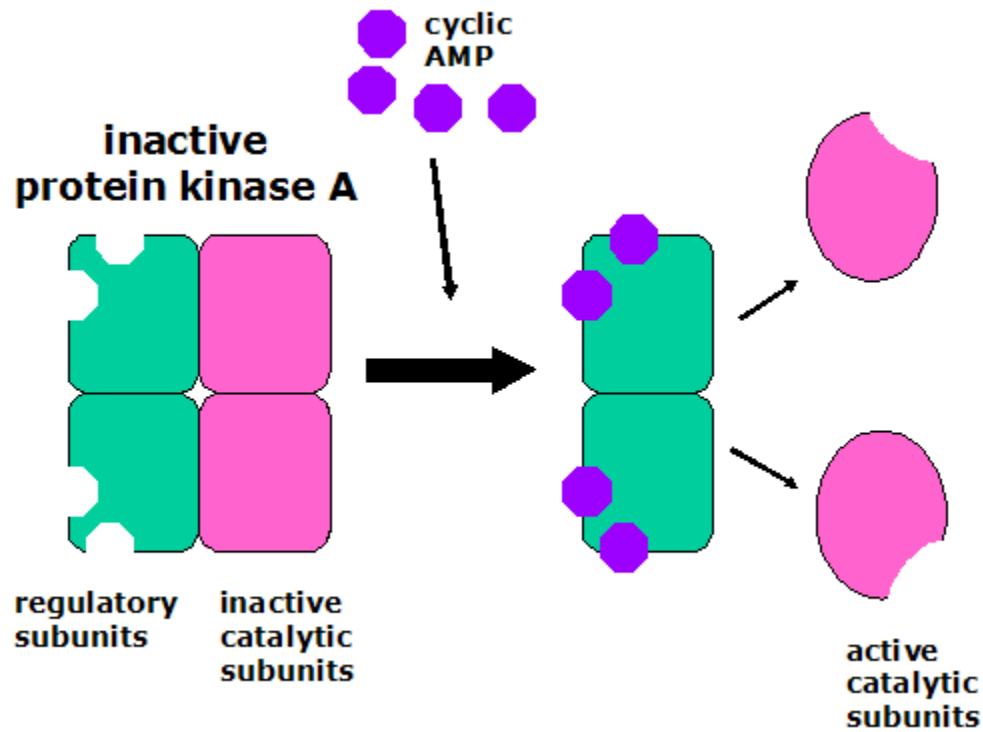 cyclic
AMP
inactive
protein kinase A
regulatory
subunits
inactive
catalytic
subunits
active
catalytic
subunits